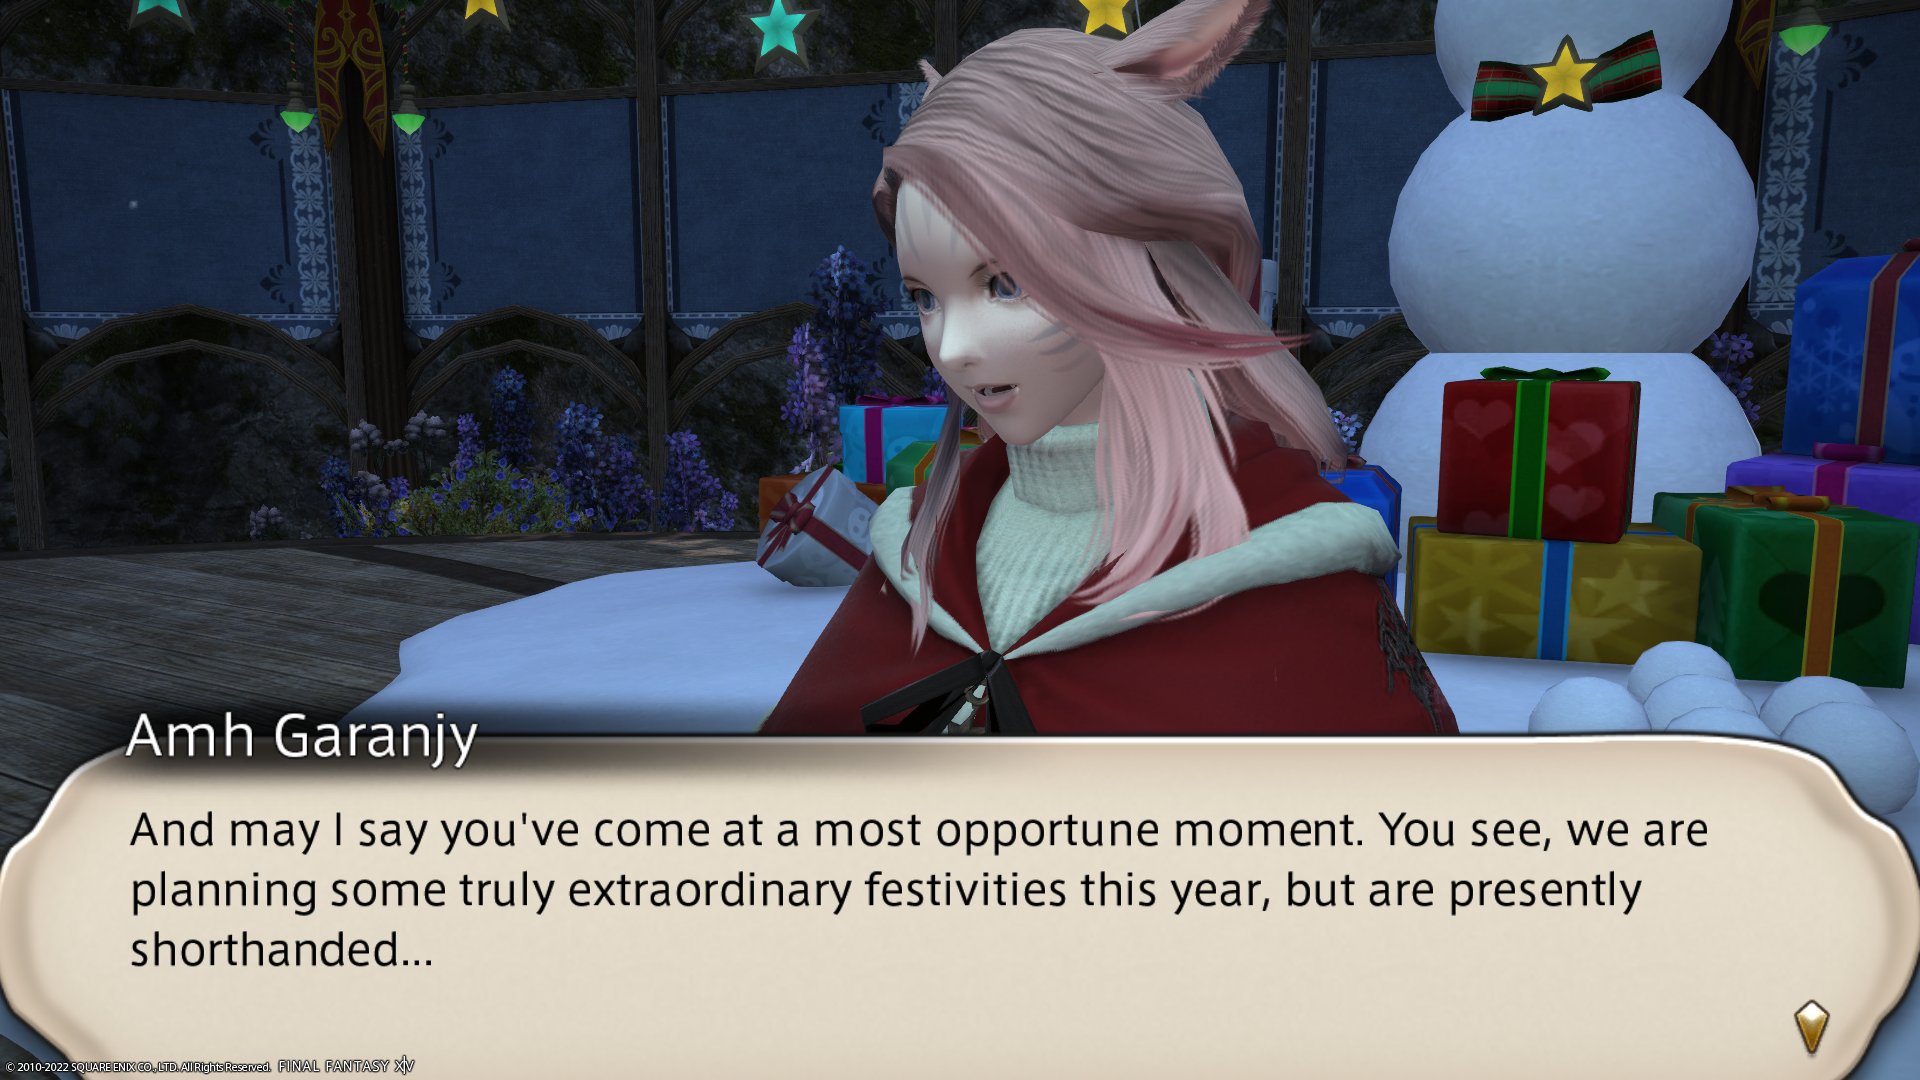 Amh Garanjy
And may I say you've come at a most opportune moment. You see, we are
planning some truly extraordinary festivities this year, but are presently
shorthanded...
© 2010-2022 SQUARE ENIX CO., LTD. All Rights Reserved. FINAL FANTASY XIV